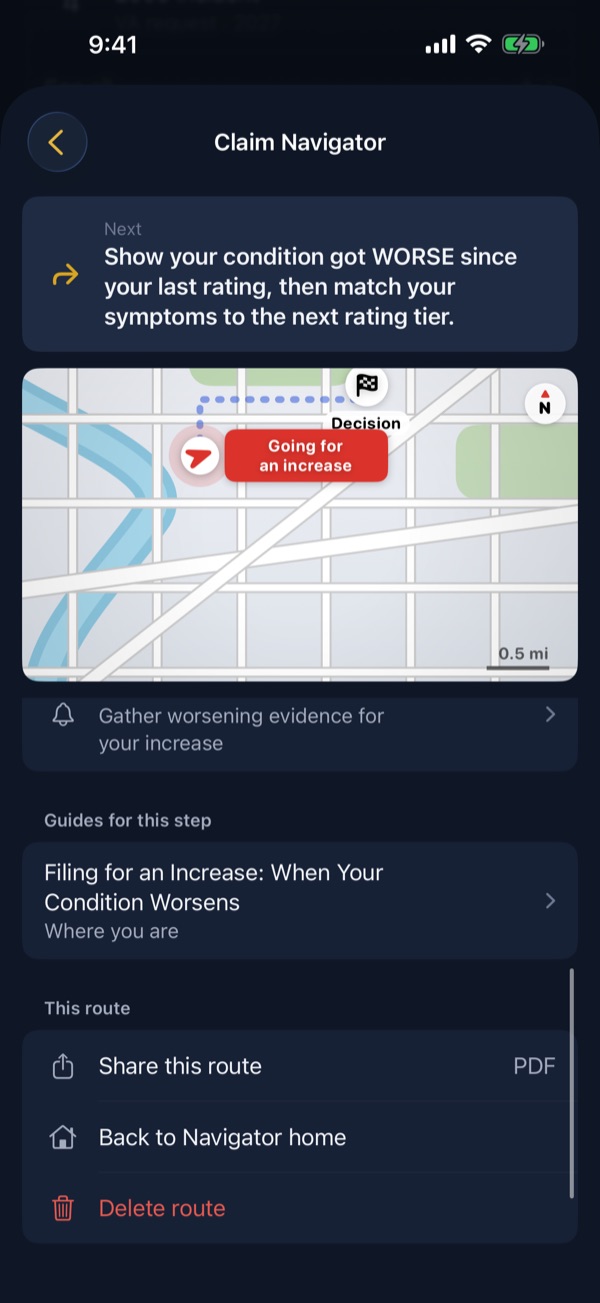 9:41
Claim Navigator
Next
Show your condition got WORSE since
your last rating, then match your
symptoms to the next rating tier.
N
Decision
Going for
an increase
0.5 mi
Gather worsening evidence for
your increase
Guides for this step
Filing for an Increase: When Your
Condition Worsens
Where you are
This route
Share this route
PDF
Back to Navigator home
Delete route